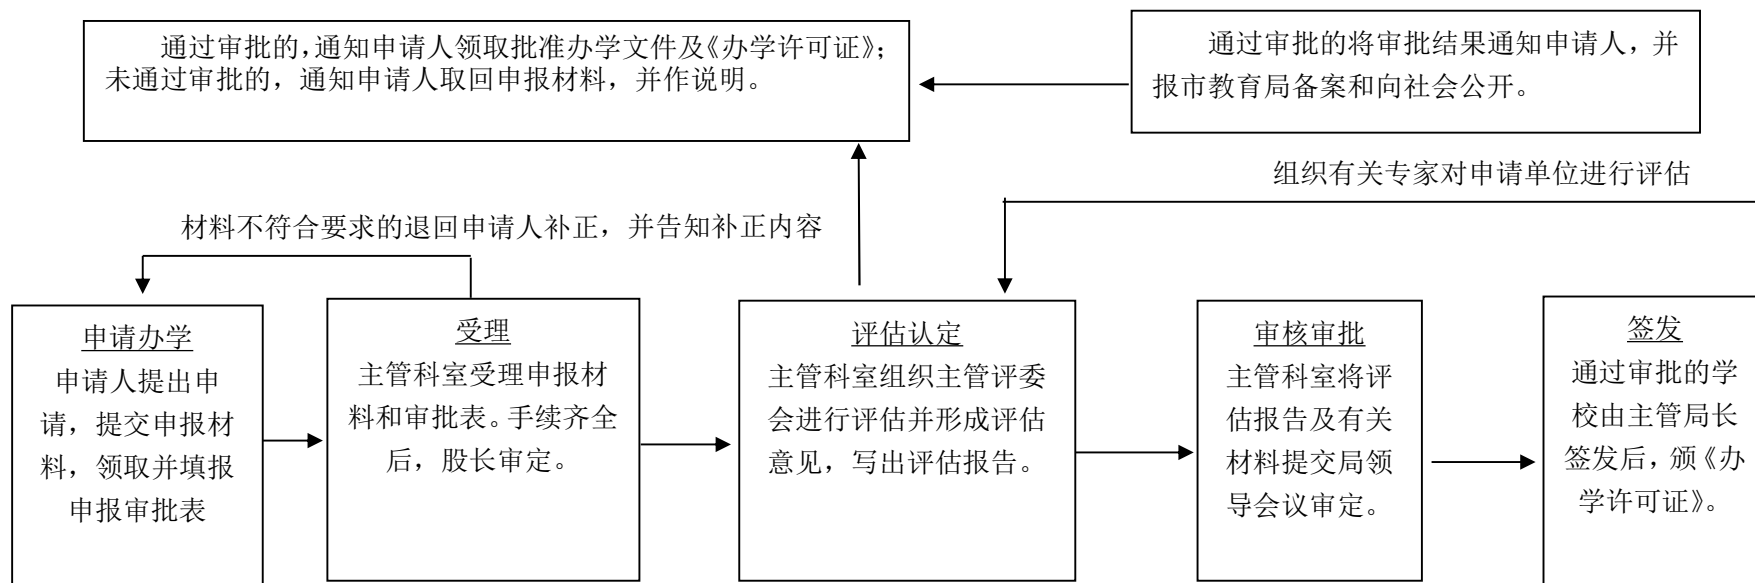 通过审批的，通知申请人领取批准办学文件及《办学许可证》；
未通过审批的，通知申请人取回申报材料，并作说明。
通过审批的将审批结果通知申请人，并
报市教育局备案和向社会公开。
组织有关专家对申请单位进行评估
材料不符合要求的退回申请人补正，并告知补正内容
申请办学
申请人提出申
请，提交申报材
料，领取并填报
申报审批表
受理
主管科室受理申报材
料和审批表。手续齐全
后，股长审定。
评估认定
主管科室组织主管评委
会进行评估并形成评估
意见，写出评估报告。
审核审批
主管科室将评
估报告及有关
材料提交局领
导会议审定。
签发
通过审批的学
校由主管局长
签发后，颁《办
学许可证》。